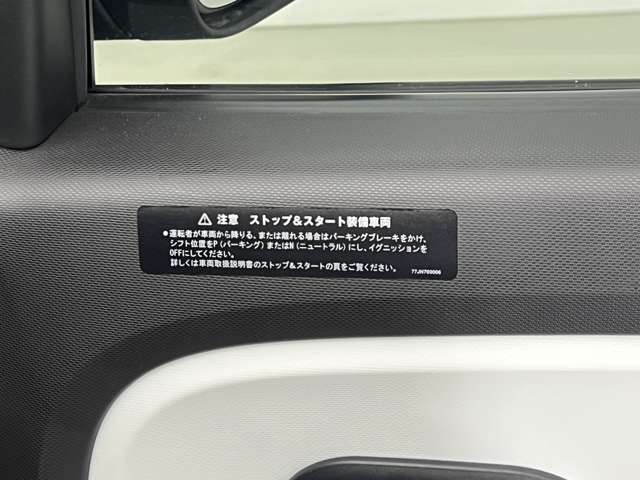 ⚠ 注意 ストップ&スタート装備車両
●運転者が車両から降りる、または離れる場合はパーキングブレーキをかけ、
シフト位置をP(パーキング)またはN(ニュートラル)にし、イグニッションを
OFFにしてください。
詳しくは車両取扱説明書のストップ&スタートの頁をご覧ください。
77JH760006